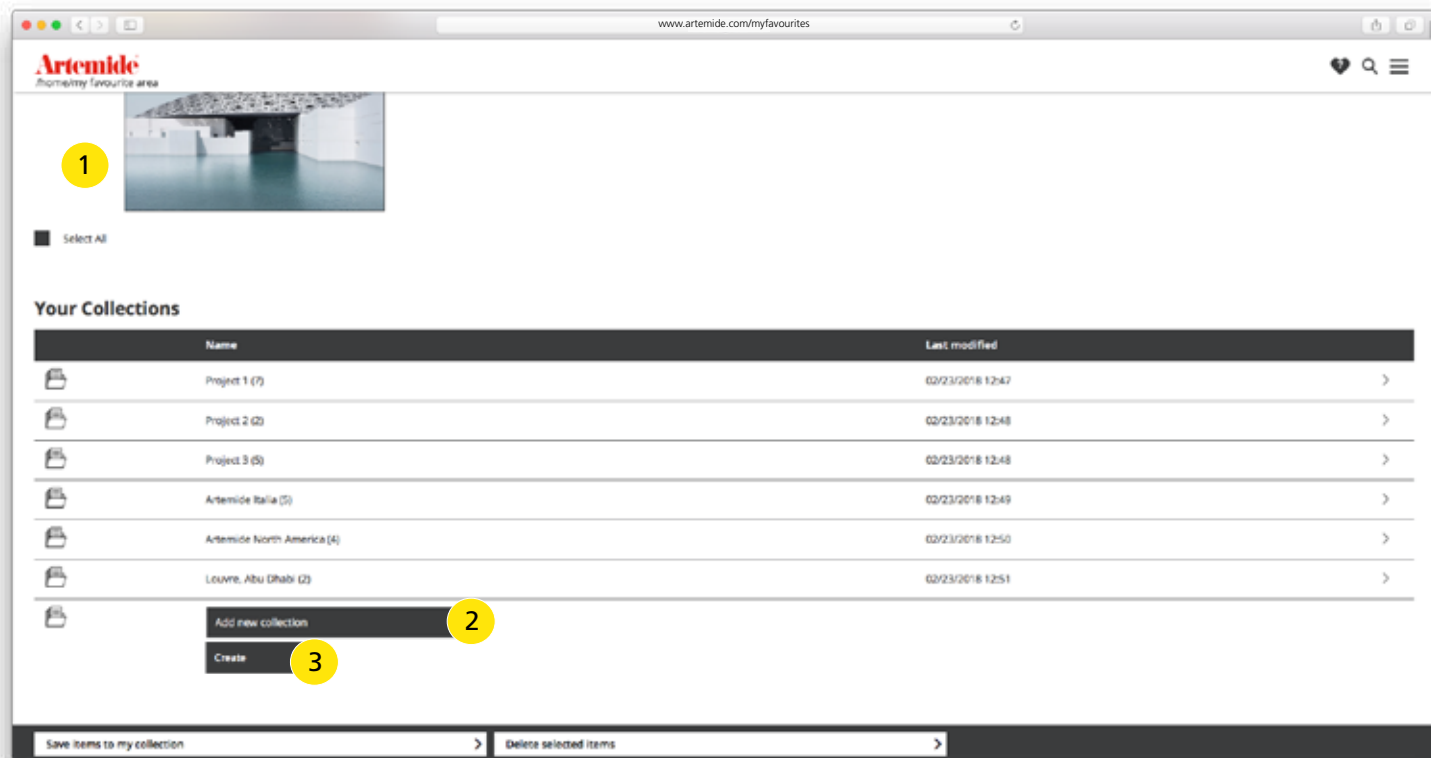 www.artemide.com/myfavourites
Artemide
/home/my favourite area
1
Select All
Your Collections
Name Last modified
Project 1 (7) 02/23/2018 12:47
Project 2 (2) 02/23/2018 12:48
Project 3 (5) 02/23/2018 12:48
Artemide Italia (5) 02/23/2018 12:49
Artemide North America (4) 02/23/2018 12:50
Louvre, Abu Dhabi (2) 02/23/2018 12:51
Add new collection 2
Create 3
Save items to my collection Delete selected items